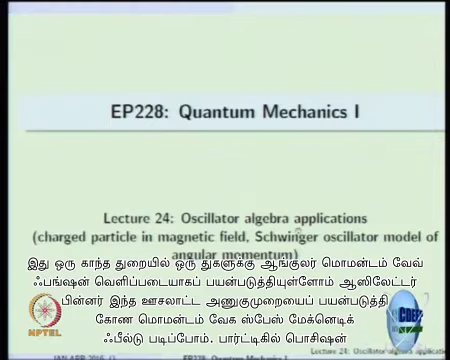 EP228: Quantum Mechanics I
Lecture 24: Oscillator algebra applications
(charged particle in magnetic field, Schwinger oscillator model of
angular momentum)
இது ஒரு காந்த துறையில் ஒரு துகளுக்கு ஆங்குலர் மொமன்டம் வேவ்
ஃபங்ஷன் வெளிப்படையாகப் பயன்படுத்தியுள்ளோம் ஆஸிலேட்டர்
பின்னர் இந்த ஊசலாட்ட அணுகுமுறையைப் பயன்படுத்தி
கோண மொமன்டம் வேக ஸ்பேஸ் மேக்னெடிக்
ஃபீல்டு படிப்போம். பார்ட்டிகில் பொசிஷன்
NPTEL
CDEEP
Lecture 24: Oscillator algebra applicatio
JAN-APR 2016
EP228: Quantum Mechanics I